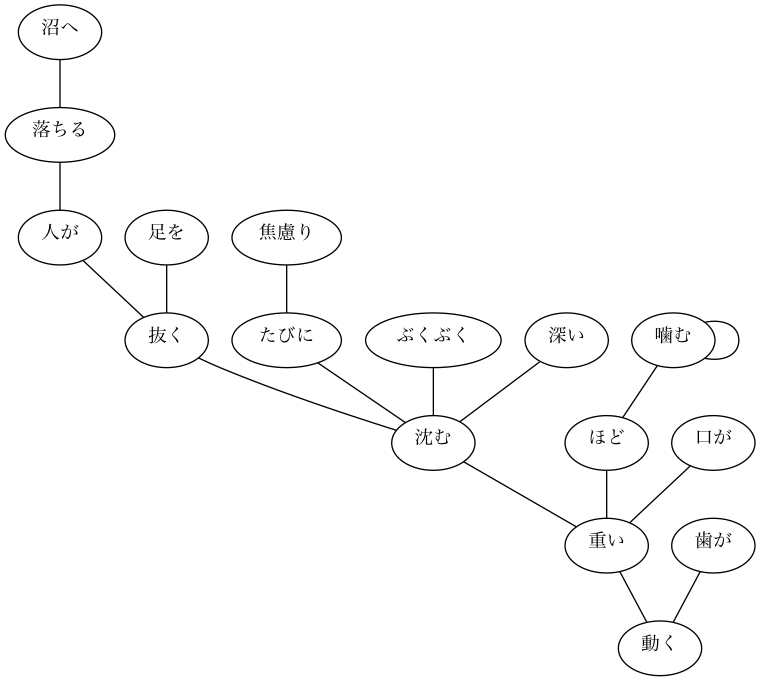 沼へ
落ちる
人が
足を
焦慮り
抜く
たびに
ぶくぶく
深い
噛む
沈む
ほど
口が
重い
歯が
動く